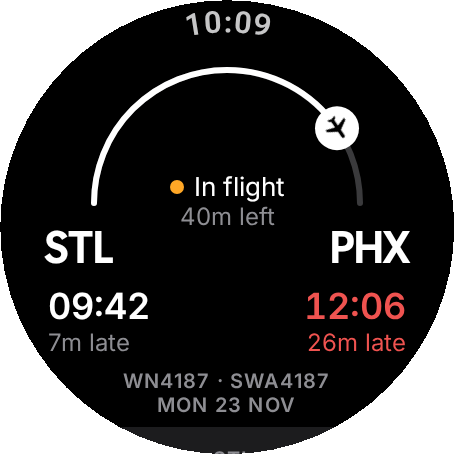 10:09
In flight
40m left
STL PHX
09:42 12:06
7m late 26m late
WN4187 · SWA4187
MON 23 NOV